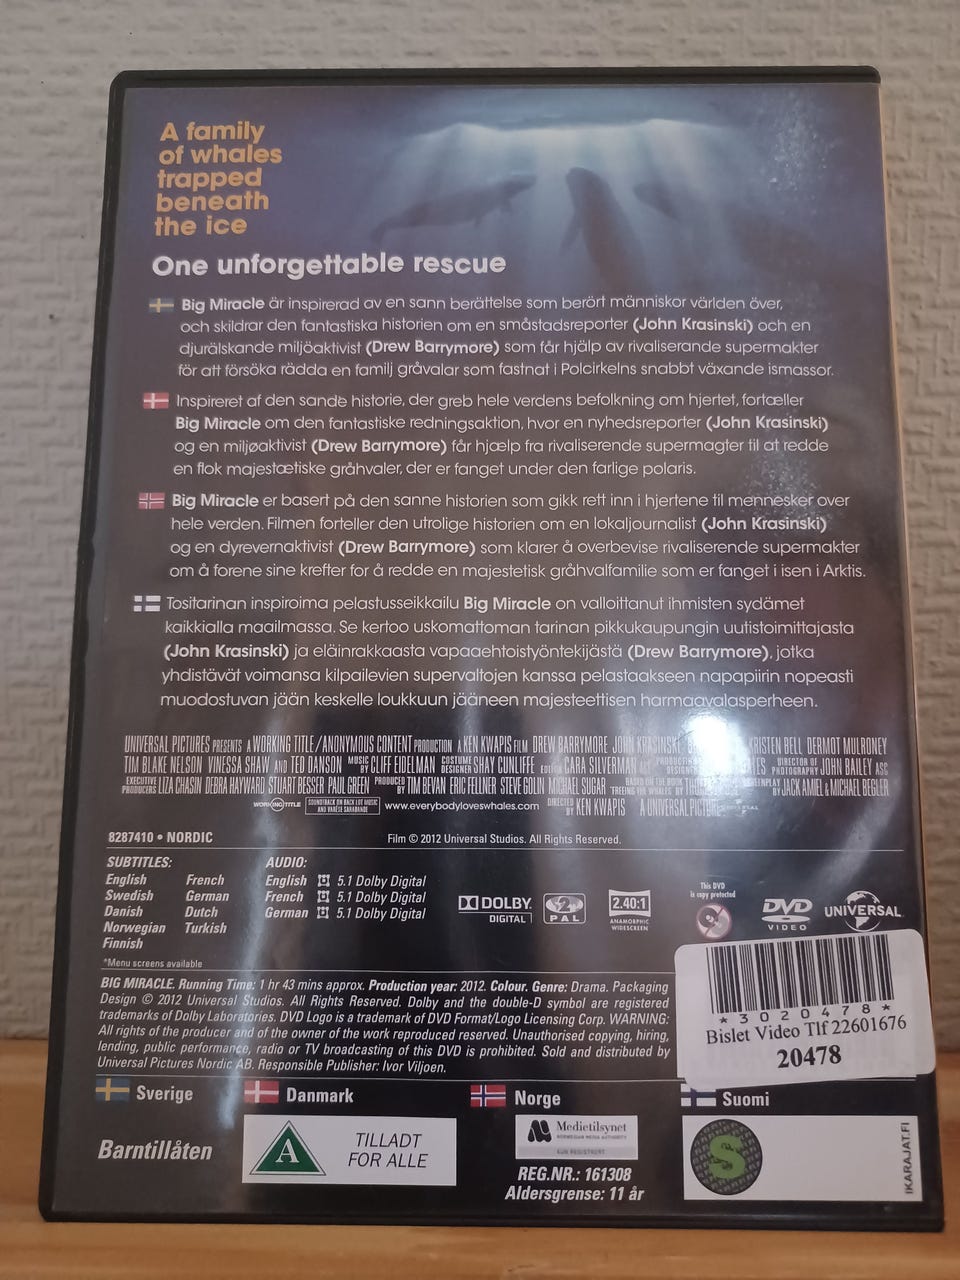 A family
of whales
trapped
beneath
the ice
One unforgettable rescue
Big Miracle är inspirerad av en sann berättelse som berört människor världen över,
och skildrar den fantastiska historien om en småstadsreporter (John Krasinski) och en
djurälskande miljöaktivist (Drew Barrymore) som får hjälp av rivaliserande supermakter
för att försöka rädda en familj gråvalar som fastnat i Polcirkelns snabbt växande ismassor.
Inspireret af den sande historie, der greb hele verdens befolkning om hjertet, fortæller
Big Miracle om den fantastiske redningsaktion, hvor en nyhedsreporter (John Krasinski)
og en miljøaktivist (Drew Barrymore) får hjælp fra rivaliserende supermagter til at redde
en flok majestætiske gråhvaler, der er fanget under den farlige polaris.
Big Miracle er basert på den sanne historien som gikk rett inn i hjertene til mennesker over
hele verden. Filmen forteller den utrolige historien om en lokaljournalist (John Krasinski)
og en dyrevernaktivist (Drew Barrymore) som klarer å overbevise rivaliserende supermakter
om å forene sine krefter for å redde en majestetisk gråhvalfamilie som er fanget i isen i Arktis.
Tositarinan inspiroima pelastusseikkailu Big Miracle on valloittanut ihmisten sydämet
kaikkialla maailmassa. Se kertoo uskomattoman tarinan pikkukaupungin uutistoimittajasta
(John Krasinski) ja eläinrakkaasta vapaaehtoistyöntekijästä (Drew Barrymore), jotka
yhdistävät voimansa kilpailevien supervaltojen kanssa pelastaakseen napapiirin nopeasti
muodostuvan jään keskelle loukkuun jääneen majesteettisen harmaavalasperheen.
UNIVERSAL PICTURES PRESENTS A WORKING TITLE/ANONYMOUS CONTENT PRODUCTION A KEN KWAPIS FILM DREW BARRYMORE JOHN KRASINSKI KRISTEN BELL DERMOT MULRONEY
TIM BLAKE NELSON VINESSA SHAW AND TED DANSON MUSIC BY CLIFF EIDELMAN COSTUME DESIGNER SHAY CUNLIFFE CARA SILVERMAN DIRECTOR OF PHOTOGRAPHY JOHN BAILEY ASC
EXECUTIVE PRODUCERS LIZA CHASIN DEBRA HAYWARD STUART BESSER PAUL GREEN PRODUCED BY TIM BEVAN ERIC FELLNER STEVE GOLIN MICHAEL SUGAR BY JACK AMIEL & MICHAEL BEGLER
WORKING TITLE SOUNDTRACK ON BACK LOT MUSIC AND VARÈSE SARABANDE www.everybodyloveswhales.com DIRECTED BY KEN KWAPIS A UNIVERSAL PICTURE
8287410 • NORDIC Film © 2012 Universal Studios. All Rights Reserved.
SUBTITLES: AUDIO:
English French English 5.1 Dolby Digital
Swedish German French 5.1 Dolby Digital
Danish Dutch German 5.1 Dolby Digital
Norwegian Turkish
Finnish
*Menu screens available
DOLBY DIGITAL
2 PAL
2.40:1 ANAMORPHIC WIDESCREEN
This DVD
is copy protected
DVD VIDEO
UNIVERSAL
BIG MIRACLE. Running Time: 1 hr 43 mins approx. Production year: 2012. Colour. Genre: Drama. Packaging
Design © 2012 Universal Studios. All Rights Reserved. Dolby and the double-D symbol are registered
trademarks of Dolby Laboratories. DVD Logo is a trademark of DVD Format/Logo Licensing Corp. WARNING:
All rights of the producer and of the owner of the work reproduced reserved. Unauthorised copying, hiring,
lending, public performance, radio or TV broadcasting of this DVD is prohibited. Sold and distributed by
Universal Pictures Nordic AB. Responsible Publisher: Ivor Viljoen.
*3020478*
Bislet Video Tlf 22601676
20478
Sverige Danmark Norge Suomi
Barntillåten
A
TILLADT
FOR ALLE
Medietilsynet
NORWEGIAN MEDIA AUTHORITY
KUN REGISTRERT
REG.NR.: 161308
Aldersgrense: 11 år
S
IKARAJAT.FI